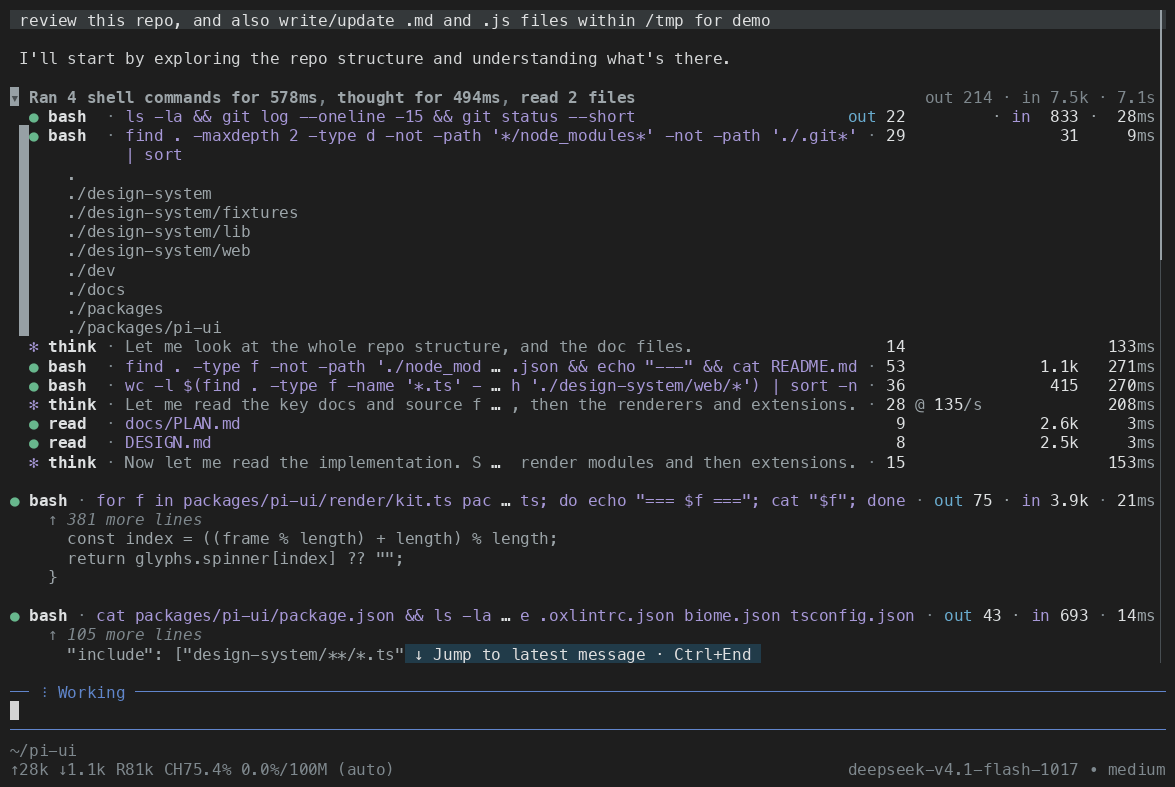 review this repo, and also write/update .md and .js files within /tmp for demo
I'll start by exploring the repo structure and understanding what's there.
▾ Ran 4 shell commands for 578ms, thought for 494ms, read 2 files out 214 · in 7.5k · 7.1s
● bash · ls -la && git log --oneline -15 && git status --short out 22 · in 833 · 28ms
● bash · find . -maxdepth 2 -type d -not -path '*/node_modules*' -not -path './.git*' · 29 31 9ms
| sort
.
./design-system
./design-system/fixtures
./design-system/lib
./design-system/web
./dev
./docs
./packages
./packages/pi-ui
✻ think · Let me look at the whole repo structure, and the doc files. 14 133ms
● bash · find . -type f -not -path './node_mod … .json && echo "---" && cat README.md · 53 1.1k 271ms
● bash · wc -l $(find . -type f -name '*.ts' - … h './design-system/web/*') | sort -n · 36 415 270ms
✻ think · Let me read the key docs and source f … , then the renderers and extensions. · 28 @ 135/s 208ms
● read · docs/PLAN.md 9 2.6k 3ms
● read · DESIGN.md 8 2.5k 3ms
✻ think · Now let me read the implementation. S … render modules and then extensions. · 15 153ms
● bash · for f in packages/pi-ui/render/kit.ts pac … ts; do echo "=== $f ==="; cat "$f"; done · out 75 · in 3.9k · 21ms
↑ 381 more lines
const index = ((frame % length) + length) % length;
return glyphs.spinner[index] ?? "";
}
● bash · cat packages/pi-ui/package.json && ls -la … e .oxlintrc.json biome.json tsconfig.json · out 43 · in 693 · 14ms
↑ 105 more lines
"include": ["design-system/**/*.ts" ↓ Jump to latest message · Ctrl+End
⁝ Working
~/pi-ui
↑28k ↓1.1k R81k CH75.4% 0.0%/100M (auto) deepseek-v4.1-flash-1017 • medium